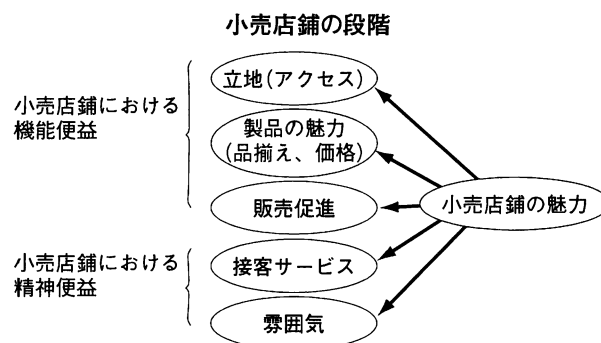 小売店舗の段階
小売店舗における
機能便益
立地(アクセス)
製品の魅力
(品揃え、価格)
販売促進
小売店舗の魅力
小売店舗における
精神便益
接客サービス
雰囲気